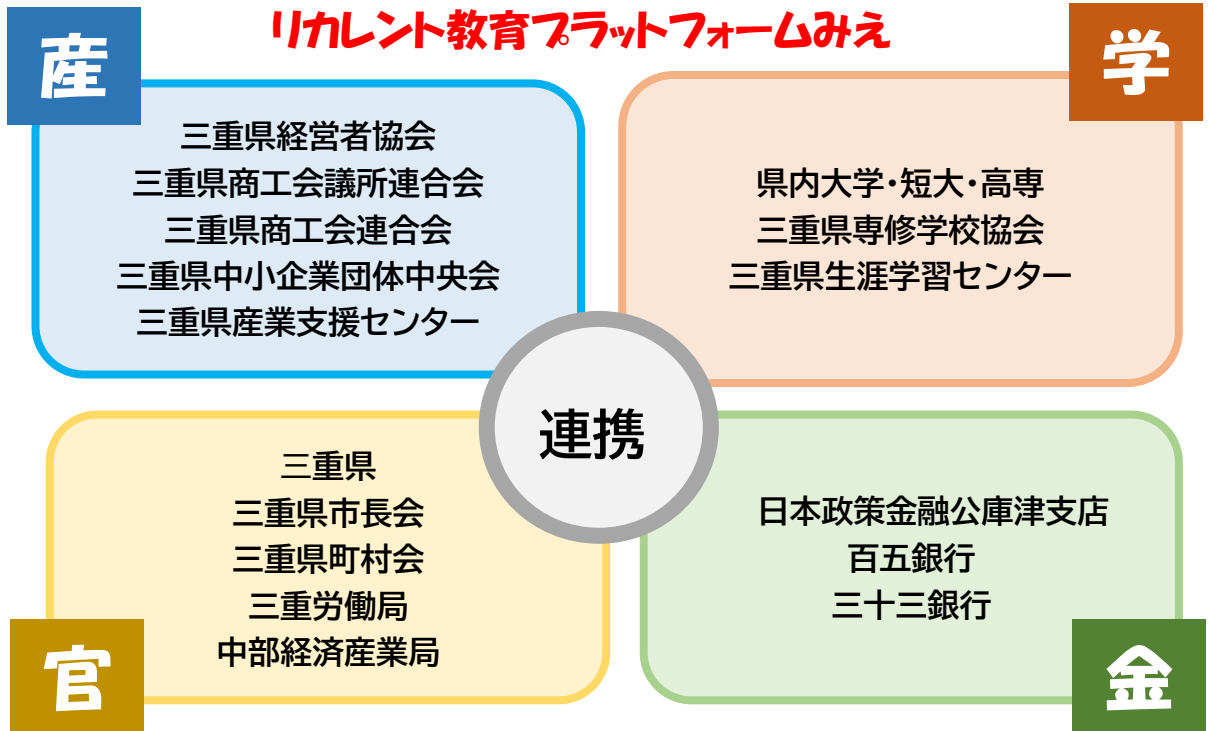 リカレント教育プラットフォームみえ
産
三重県経営者協会
三重県商工会議所連合会
三重県商工会連合会
三重県中小企業団体中央会
三重県産業支援センター
学
県内大学・短大・高専
三重県専修学校協会
三重県生涯学習センター
連携
官
三重県
三重県市長会
三重県町村会
三重労働局
中部経済産業局
金
日本政策金融公庫津支店
百五銀行
三十三銀行